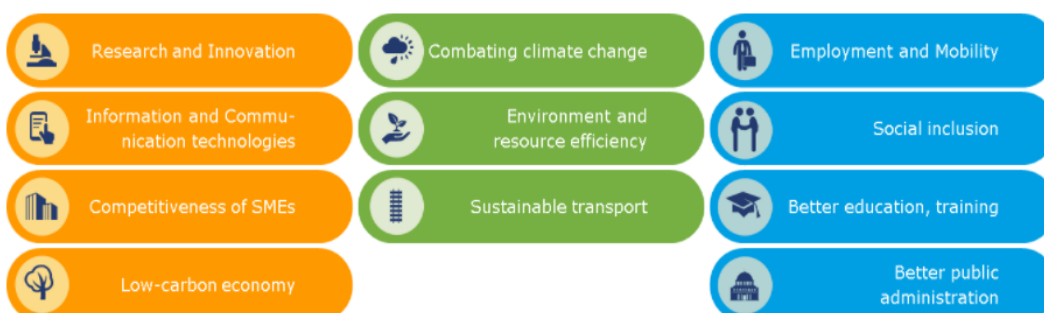 Research and Innovation
Information and Commu-
nication technologies
Competitiveness of SMEs
Low-carbon economy
Combating climate change
Environment and
resource efficiency
Sustainable transport
Employment and Mobility
Social inclusion
Better education, training
Better public
administration